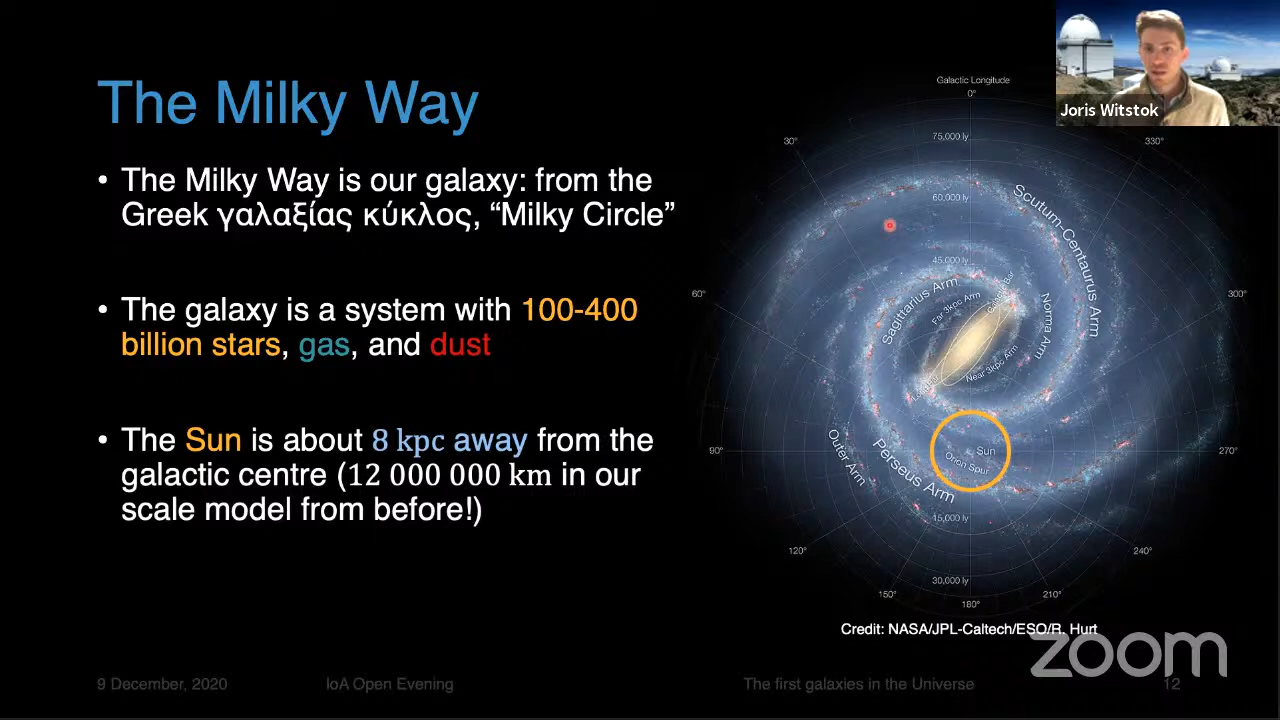 The Milky Way
• The Milky Way is our galaxy: from the
Greek γαλαξίας κύκλος, “Milky Circle”
• The galaxy is a system with 100-400
billion stars, gas, and dust
• The Sun is about 8 kpc away from the
galactic centre (12 000 000 km in our
scale model from before!)
Joris Witstok
Galactic Longitude
0°
30°
330°
75,000 ly
60,000 ly
Scutum-Centaurus Arm
45,000 ly
60°
300°
Sagittarius Arm
Far 3kpc Arm
Norma Arm
Near 3kpc Arm
90°
270°
Sun
Orion Spur
Outer Arm
Perseus Arm
15,000 ly
120°
240°
30,000 ly
150°
210°
180°
Credit: NASA/JPL-Caltech/ESO/R. Hurt
zoom
9 December, 2020
IoA Open Evening
The first galaxies in the Universe
12